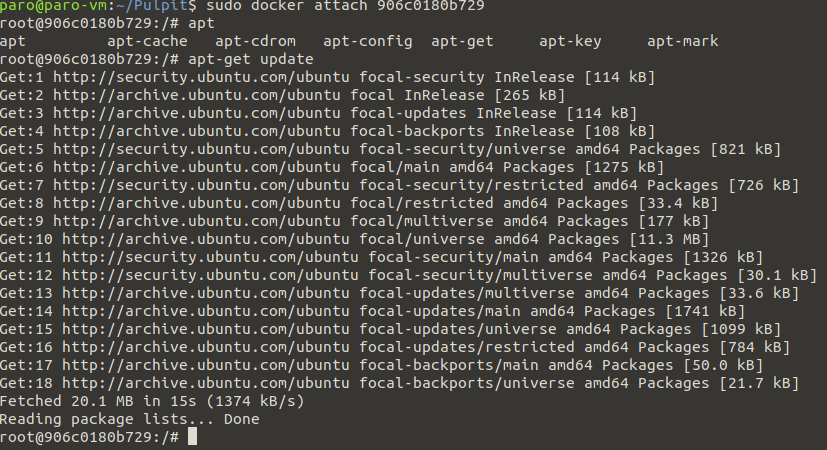 paro@paro-vm:~/Pulpit$ sudo docker attach 906c0180b729
root@906c0180b729:/# apt
apt         apt-cache   apt-cdrom   apt-config  apt-get     apt-key     apt-mark
root@906c0180b729:/# apt-get update
Get:1 http://security.ubuntu.com/ubuntu focal-security InRelease [114 kB]
Get:2 http://archive.ubuntu.com/ubuntu focal InRelease [265 kB]
Get:3 http://archive.ubuntu.com/ubuntu focal-updates InRelease [114 kB]
Get:4 http://archive.ubuntu.com/ubuntu focal-backports InRelease [108 kB]
Get:5 http://security.ubuntu.com/ubuntu focal-security/universe amd64 Packages [821 kB]
Get:6 http://archive.ubuntu.com/ubuntu focal/main amd64 Packages [1275 kB]
Get:7 http://security.ubuntu.com/ubuntu focal-security/restricted amd64 Packages [726 kB]
Get:8 http://archive.ubuntu.com/ubuntu focal/restricted amd64 Packages [33.4 kB]
Get:9 http://archive.ubuntu.com/ubuntu focal/multiverse amd64 Packages [177 kB]
Get:10 http://archive.ubuntu.com/ubuntu focal/universe amd64 Packages [11.3 MB]
Get:11 http://security.ubuntu.com/ubuntu focal-security/main amd64 Packages [1326 kB]
Get:12 http://security.ubuntu.com/ubuntu focal-security/multiverse amd64 Packages [30.1 kB]
Get:13 http://archive.ubuntu.com/ubuntu focal-updates/multiverse amd64 Packages [33.6 kB]
Get:14 http://archive.ubuntu.com/ubuntu focal-updates/main amd64 Packages [1741 kB]
Get:15 http://archive.ubuntu.com/ubuntu focal-updates/universe amd64 Packages [1099 kB]
Get:16 http://archive.ubuntu.com/ubuntu focal-updates/restricted amd64 Packages [784 kB]
Get:17 http://archive.ubuntu.com/ubuntu focal-backports/main amd64 Packages [50.0 kB]
Get:18 http://archive.ubuntu.com/ubuntu focal-backports/universe amd64 Packages [21.7 kB]
Fetched 20.1 MB in 15s (1374 kB/s)
Reading package lists... Done
root@906c0180b729:/#